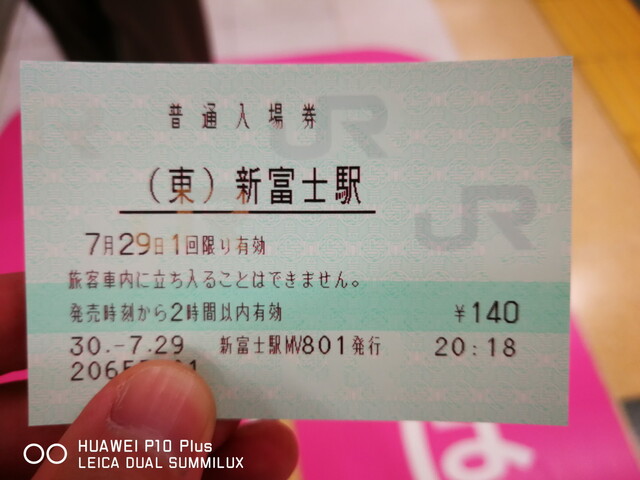 普通入場券
JR
(東)新富士駅
JR
7月29日1回限り有効
旅客車内に立ち入ることはできません。
発売時刻から2時間以内有効 ¥140
30.-7.29 新富士駅MV801発行 20:18
HUAWEI P10 Plus
LEICA DUAL SUMMILUX